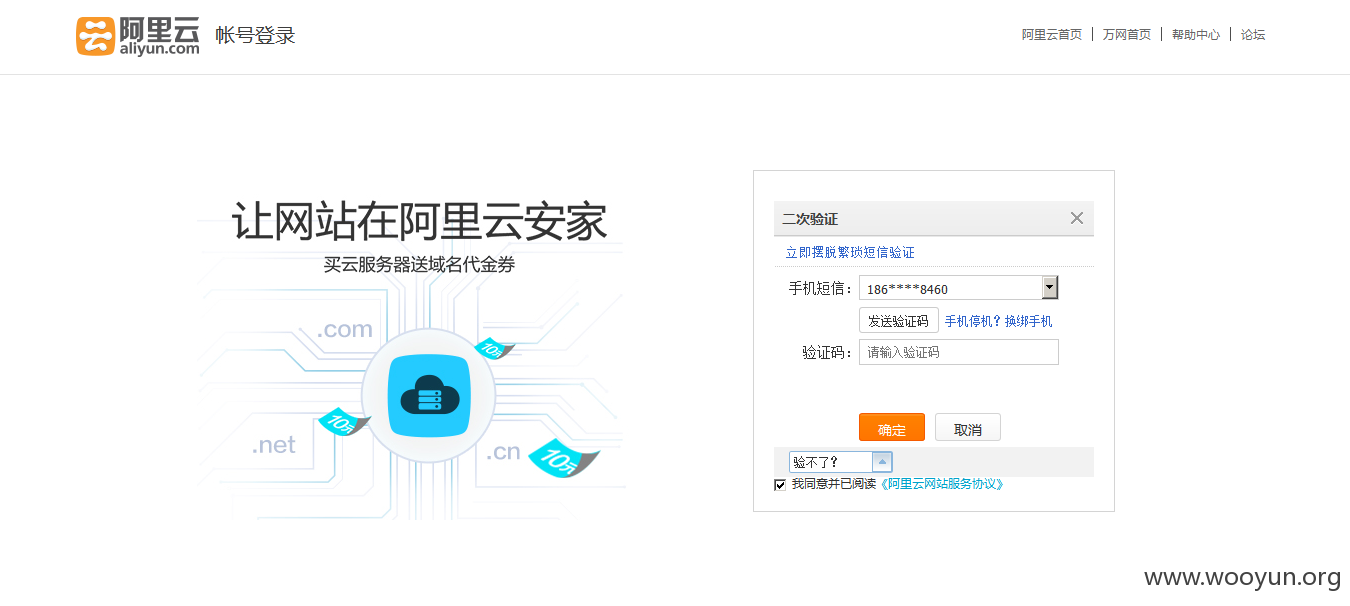 阿里云
aliyun.com
帐号登录
阿里云首页 | 万网首页 | 帮助中心 | 论坛
让网站在阿里云安家
买云服务器送域名代金券
.com
10元
10元
.net
.cn
10元
二次验证
立即摆脱繁琐短信验证
手机短信： 186****8460
发送验证码 手机停机？换绑手机
验证码： 请输入验证码
确定 取消
验不了？
我同意并已阅读《阿里云网站服务协议》
www.wooyun.org